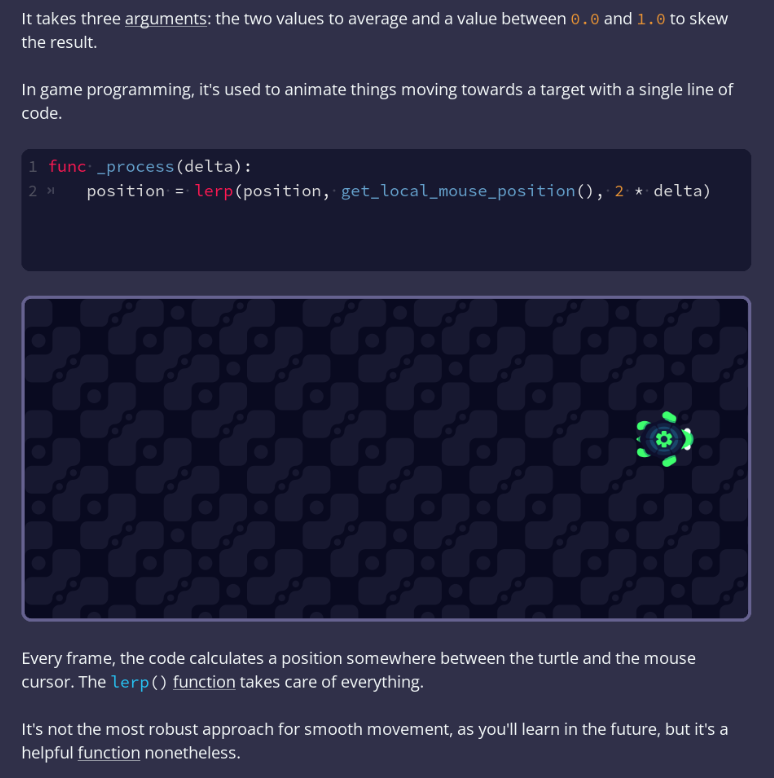 It takes three arguments: the two values to average and a value between 0.0 and 1.0 to skew
the result.
In game programming, it's used to animate things moving towards a target with a single line of
code.
1 func _process(delta):
2 position = lerp(position, get_local_mouse_position(), 2 * delta)
Every frame, the code calculates a position somewhere between the turtle and the mouse
cursor. The lerp() function takes care of everything.
It's not the most robust approach for smooth movement, as you'll learn in the future, but it's a
helpful function nonetheless.